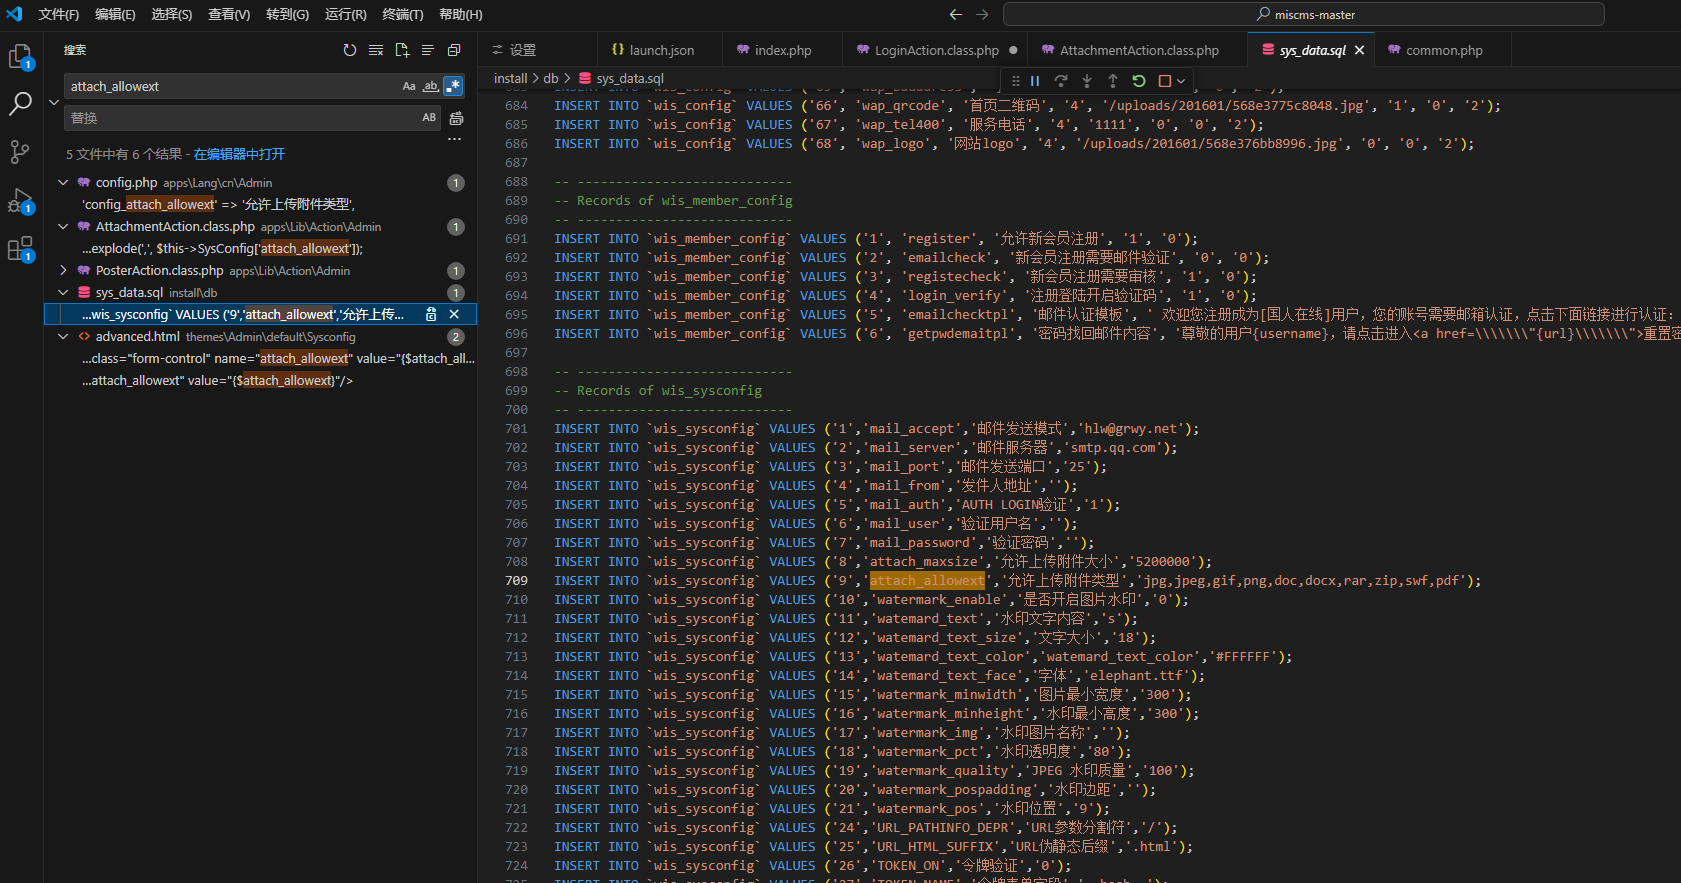 文件(F) 编辑(E) 选择(S) 查看(V) 转到(G) 运行(R) 终端(T) 帮助(H)
miscms-master
搜索
attach_allowext
Aa ab .*
替换
AB
5 文件中有 6 个结果 - 在编辑器中打开
config.php apps\Lang\cn\Admin 1
'config_attach_allowext' => '允许上传附件类型',
AttachmentAction.class.php apps\Lib\Action\Admin 1
...explode(',', $this->SysConfig['attach_allowext']);
PosterAction.class.php apps\Lib\Action\Admin 1
sys_data.sql install\db 1
...wis_sysconfig` VALUES ('9','attach_allowext','允许上传...
advanced.html themes\Admin\default\Sysconfig 2
...class="form-control" name="attach_allowext" value="{$attach_all...
...attach_allowext" value="{$attach_allowext}"/>
1
1
1
设置
launch.json
index.php
LoginAction.class.php
AttachmentAction.class.php
sys_data.sql
common.php
install > db > sys_data.sql
684 INSERT INTO `wis_config` VALUES ('66', 'wap_qrcode', '首页二维码', '4', '/uploads/201601/568e3775c8048.jpg', '1', '0', '2');
685 INSERT INTO `wis_config` VALUES ('67', 'wap_tel400', '服务电话', '4', '1111', '0', '0', '2');
686 INSERT INTO `wis_config` VALUES ('68', 'wap_logo', '网站logo', '4', '/uploads/201601/568e376bb8996.jpg', '0', '0', '2');
687
688 -- ----------------------------
689 -- Records of wis_member_config
690 -- ----------------------------
691 INSERT INTO `wis_member_config` VALUES ('1', 'register', '允许新会员注册', '1', '0');
692 INSERT INTO `wis_member_config` VALUES ('2', 'emailcheck', '新会员注册需要邮件验证', '0', '0');
693 INSERT INTO `wis_member_config` VALUES ('3', 'registecheck', '新会员注册需要审核', '1', '0');
694 INSERT INTO `wis_member_config` VALUES ('4', 'login_verify', '注册登陆开启验证码', '1', '0');
695 INSERT INTO `wis_member_config` VALUES ('5', 'emailchecktpl', '邮件认证模板', ' 欢迎您注册成为[国人在线]用户，您的账号需要邮箱认证，点击下面链接进行认证：
696 INSERT INTO `wis_member_config` VALUES ('6', 'getpwdemaitpl', '密码找回邮件内容', '尊敬的用户{username}，请点击进入<a href=\\\\\\\"{url}\\\\\\\">重置密
697
698 -- ----------------------------
699 -- Records of wis_sysconfig
700 -- ----------------------------
701 INSERT INTO `wis_sysconfig` VALUES ('1','mail_accept','邮件发送模式','hlw@grwy.net');
702 INSERT INTO `wis_sysconfig` VALUES ('2','mail_server','邮件服务器','smtp.qq.com');
703 INSERT INTO `wis_sysconfig` VALUES ('3','mail_port','邮件发送端口','25');
704 INSERT INTO `wis_sysconfig` VALUES ('4','mail_from','发件人地址','');
705 INSERT INTO `wis_sysconfig` VALUES ('5','mail_auth','AUTH LOGIN验证','1');
706 INSERT INTO `wis_sysconfig` VALUES ('6','mail_user','验证用户名','');
707 INSERT INTO `wis_sysconfig` VALUES ('7','mail_password','验证密码','');
708 INSERT INTO `wis_sysconfig` VALUES ('8','attach_maxsize','允许上传附件大小','5200000');
709 INSERT INTO `wis_sysconfig` VALUES ('9','attach_allowext','允许上传附件类型','jpg,jpeg,gif,png,doc,docx,rar,zip,swf,pdf');
710 INSERT INTO `wis_sysconfig` VALUES ('10','watermark_enable','是否开启图片水印','0');
711 INSERT INTO `wis_sysconfig` VALUES ('11','watemard_text','水印文字内容','s');
712 INSERT INTO `wis_sysconfig` VALUES ('12','watemard_text_size','文字大小','18');
713 INSERT INTO `wis_sysconfig` VALUES ('13','watemard_text_color','watemard_text_color','#FFFFFF');
714 INSERT INTO `wis_sysconfig` VALUES ('14','watemard_text_face','字体','elephant.ttf');
715 INSERT INTO `wis_sysconfig` VALUES ('15','watermark_minwidth','图片最小宽度','300');
716 INSERT INTO `wis_sysconfig` VALUES ('16','watermark_minheight','水印最小高度','300');
717 INSERT INTO `wis_sysconfig` VALUES ('17','watermark_img','水印图片名称','');
718 INSERT INTO `wis_sysconfig` VALUES ('18','watermark_pct','水印透明度','80');
719 INSERT INTO `wis_sysconfig` VALUES ('19','watermark_quality','JPEG 水印质量','100');
720 INSERT INTO `wis_sysconfig` VALUES ('20','watermark_pospadding','水印边距','');
721 INSERT INTO `wis_sysconfig` VALUES ('21','watermark_pos','水印位置','9');
722 INSERT INTO `wis_sysconfig` VALUES ('24','URL_PATHINFO_DEPR','URL参数分割符','/');
723 INSERT INTO `wis_sysconfig` VALUES ('25','URL_HTML_SUFFIX','URL伪静态后缀','.html');
724 INSERT INTO `wis_sysconfig` VALUES ('26','TOKEN_ON','令牌验证','0');